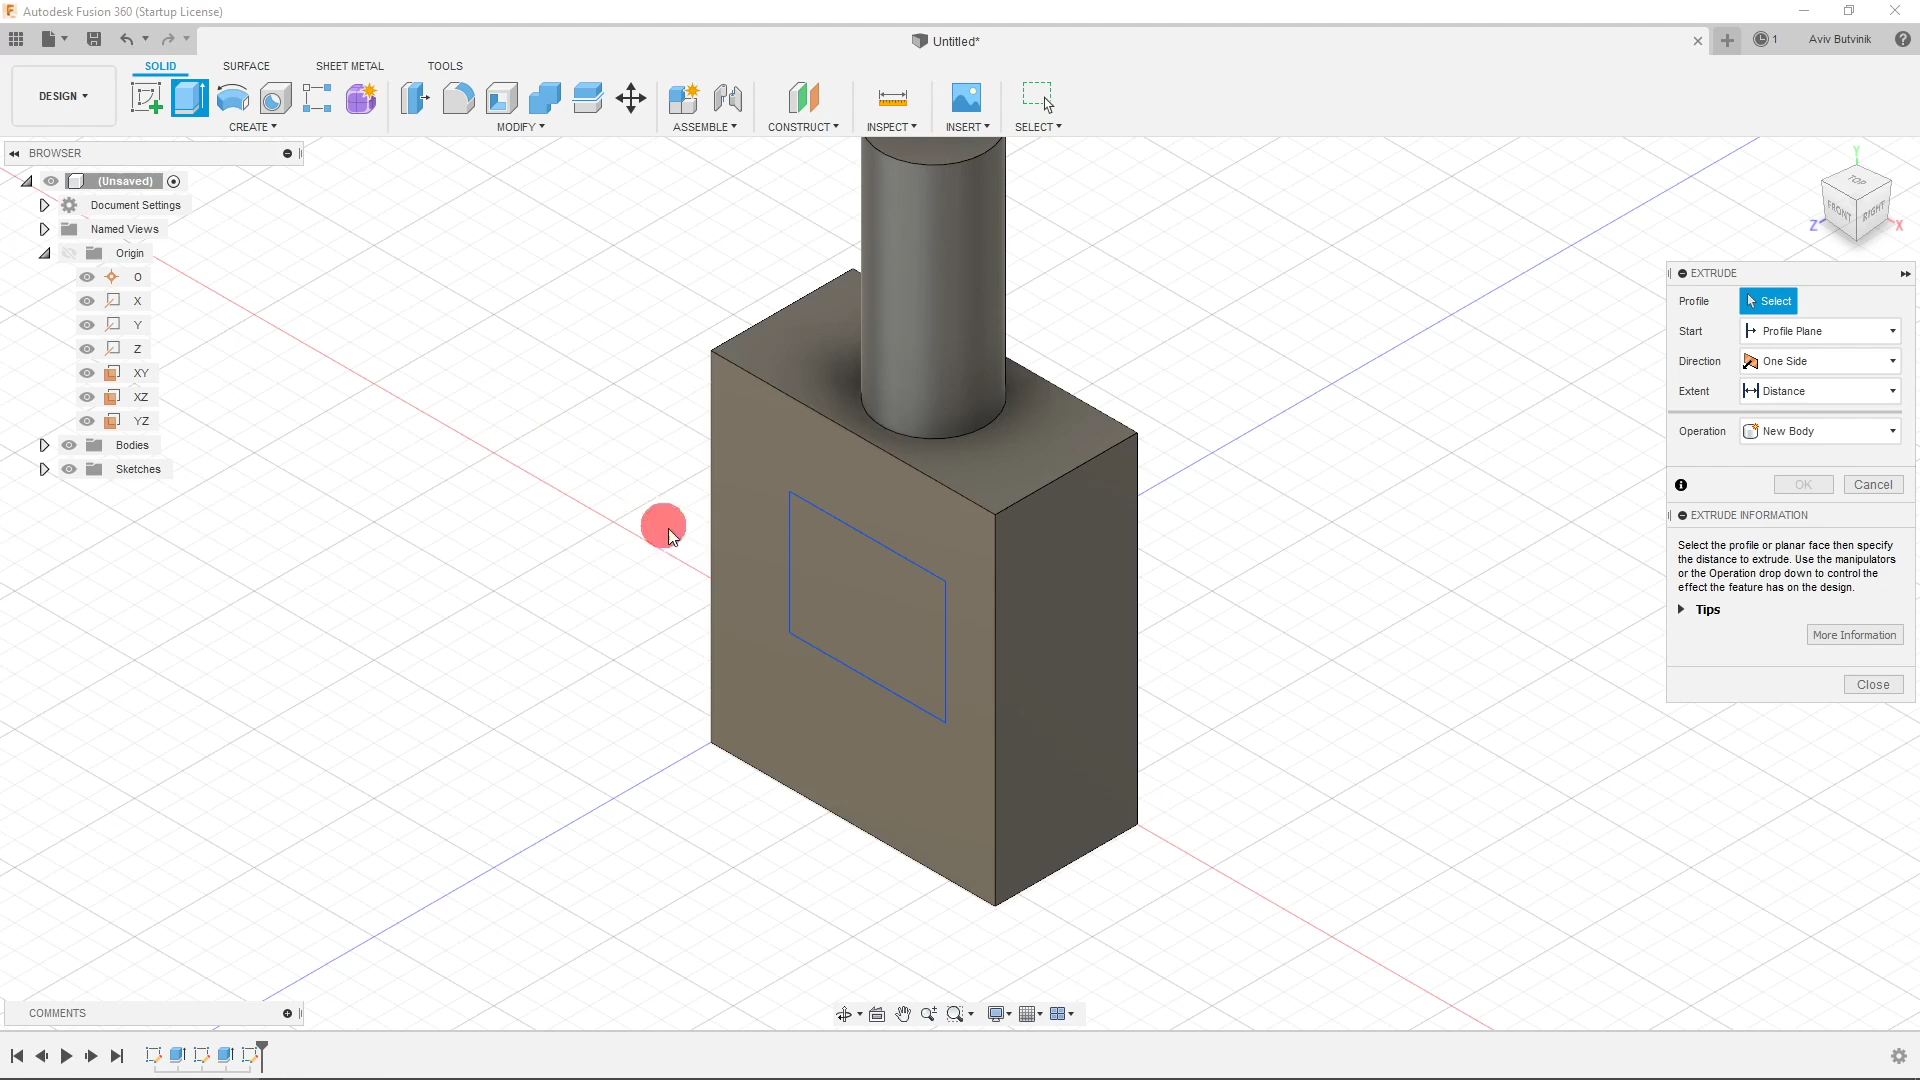 Autodesk Fusion 360 (Startup License)
Untitled*
1
Aviv Butvinik
SOLID
SURFACE
SHEET METAL
TOOLS
DESIGN
CREATE
MODIFY
ASSEMBLE
CONSTRUCT
INSPECT
INSERT
SELECT
BROWSER
(Unsaved)
Document Settings
Named Views
Origin
O
X
Y
Z
XY
XZ
YZ
Bodies
Sketches
Y
TOP
FRONT
RIGHT
Z
X
EXTRUDE
Profile
Select
Start
Profile Plane
Direction
One Side
Extent
Distance
Operation
New Body
OK
Cancel
EXTRUDE INFORMATION
Select the profile or planar face then specify
the distance to extrude. Use the manipulators
or the Operation drop down to control the
effect the feature has on the design.
Tips
More Information
Close
COMMENTS